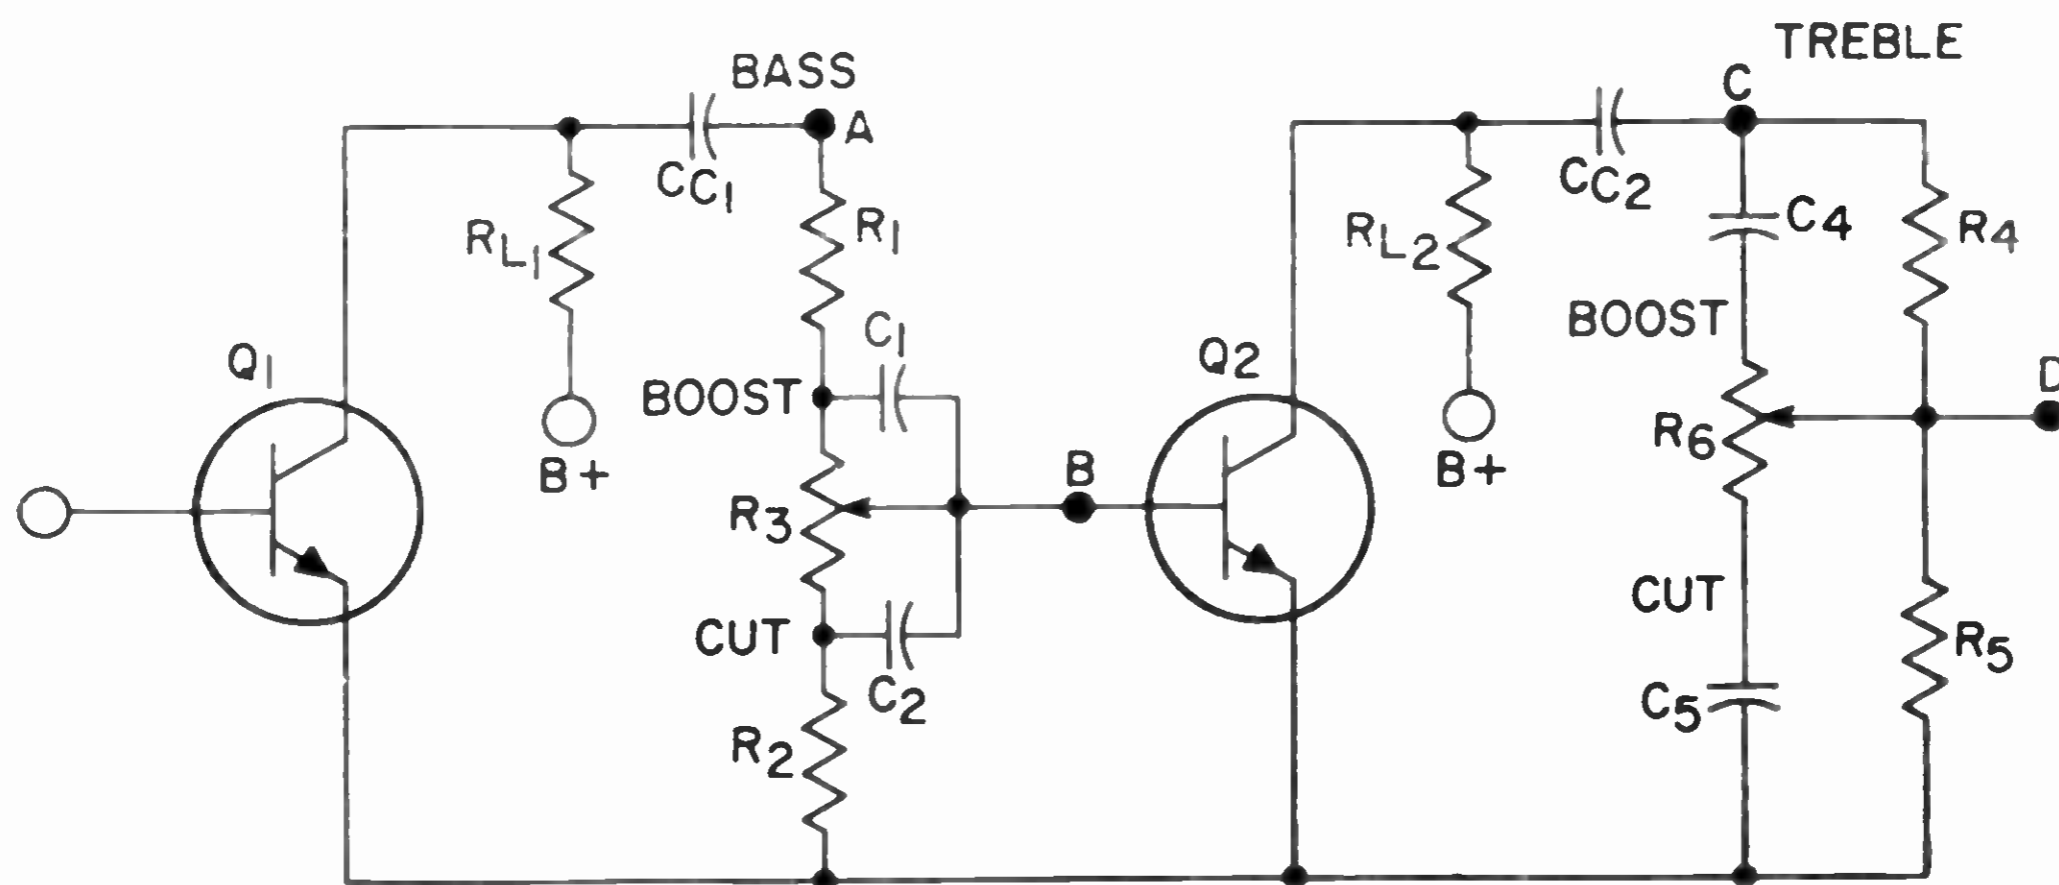 TREBLE
BASS
C
A
CC1
CC2
C4
RL1
R1
RL2
R4
BOOST
C1
Q1
Q2
D
BOOST
R6
B+
B
B+
R3
CUT
CUT
R5
C2
C5
R2